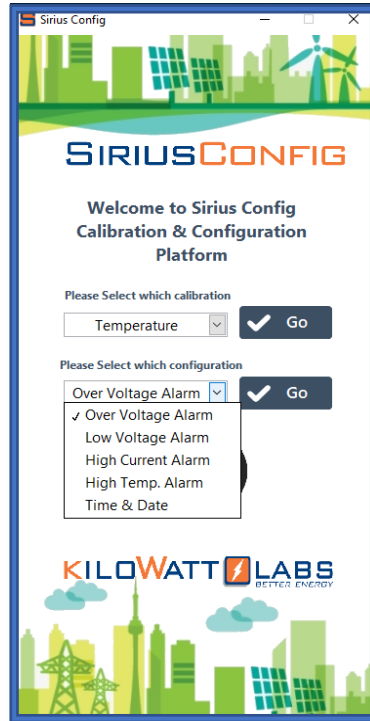 Sirius Config
SIRIUSCONFIG
Welcome to Sirius Config
Calibration & Configuration
Platform
Please Select which calibration
Temperature
Go
Please Select which configuration
Over Voltage Alarm
Go
✓ Over Voltage Alarm
Low Voltage Alarm
High Current Alarm
High Temp. Alarm
Time & Date
KILOWATT LABS
BETTER ENERGY